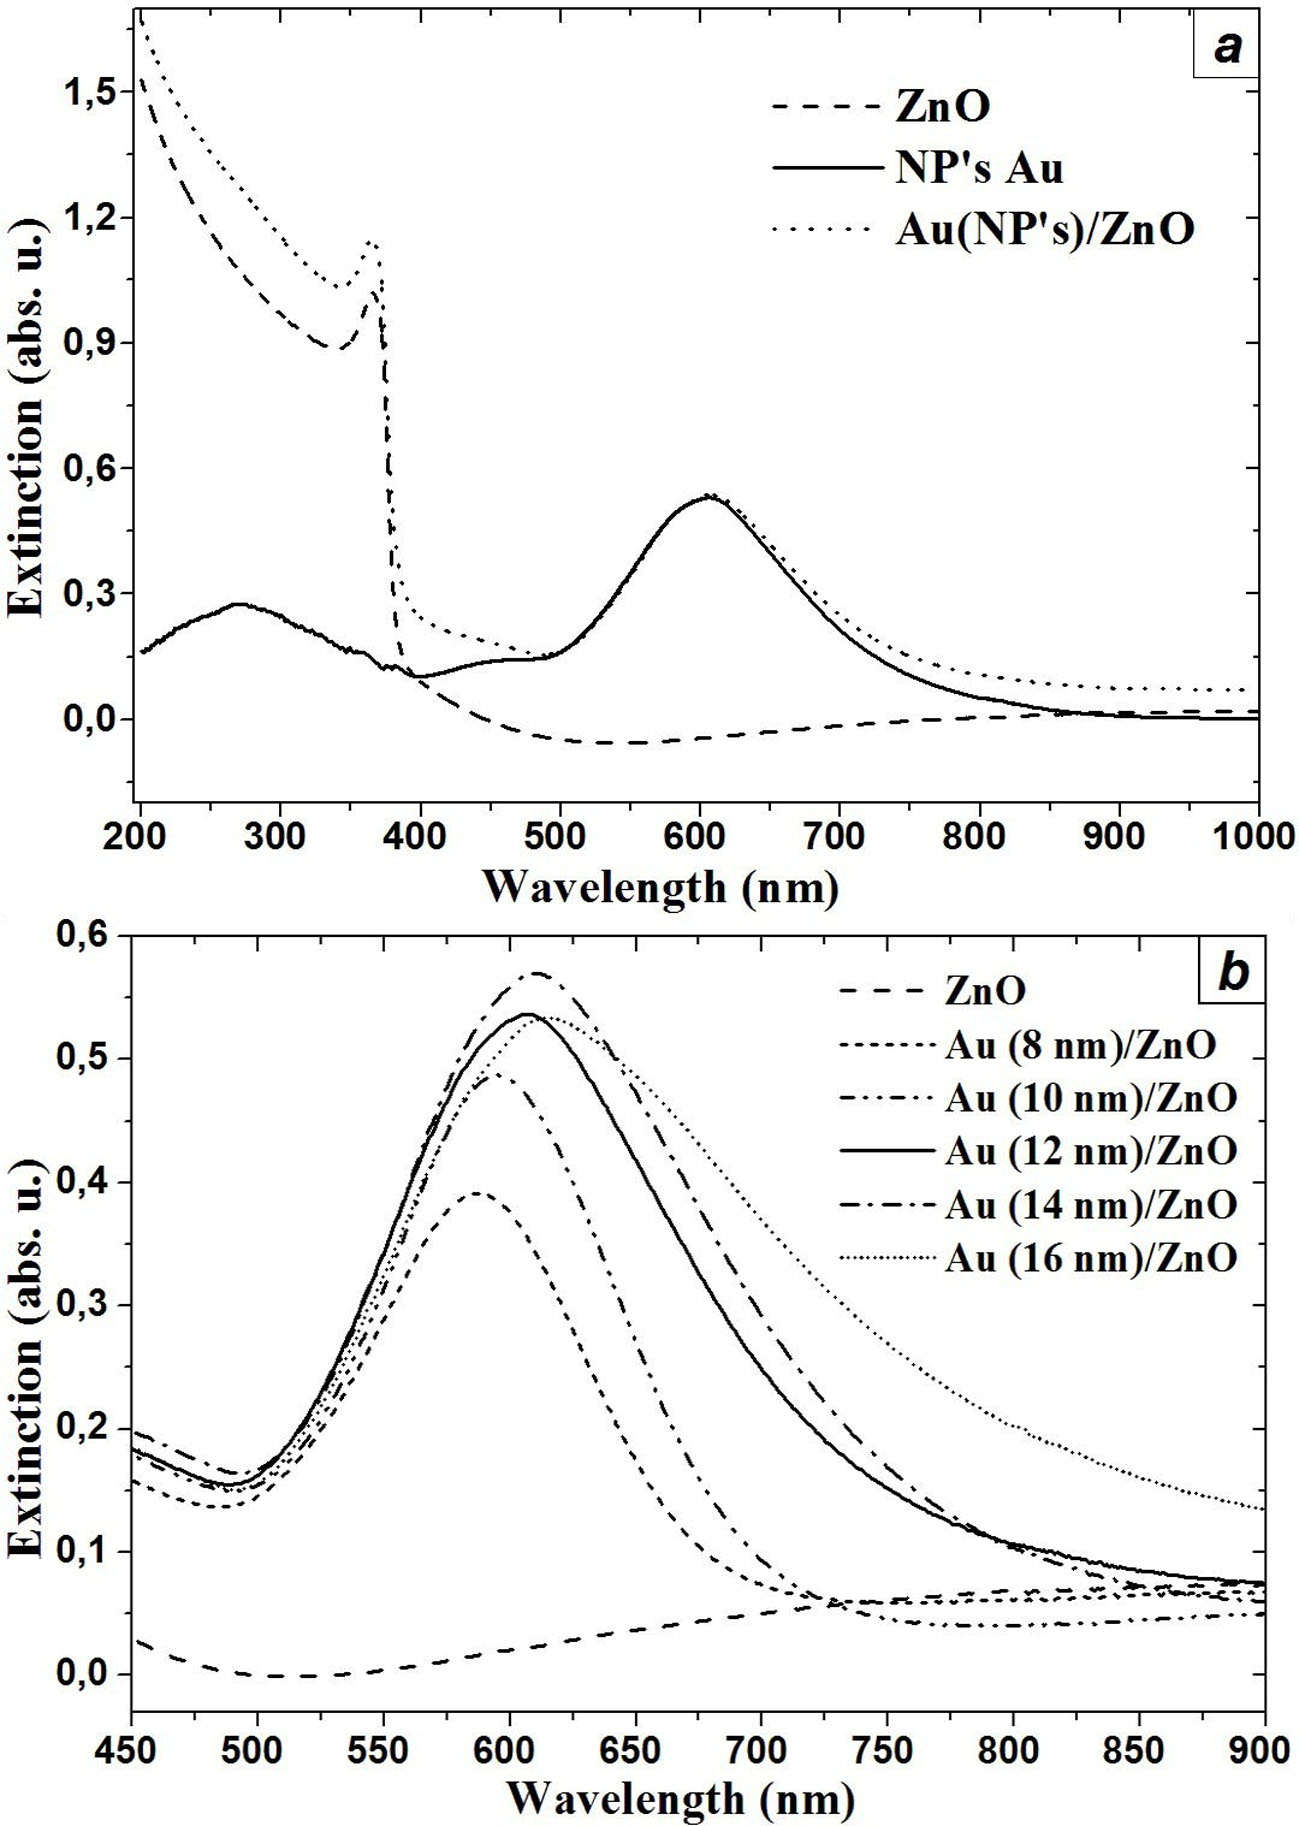 a
1,5
1,2
0,9
0,6
0,3
0,0
Extinction (abs. u.)
ZnO
NP's Au
Au(NP's)/ZnO
200 300 400 500 600 700 800 900 1000
Wavelength (nm)
b
0,6
0,5
0,4
0,3
0,2
0,1
0,0
Extinction (abs. u.)
ZnO
Au (8 nm)/ZnO
Au (10 nm)/ZnO
Au (12 nm)/ZnO
Au (14 nm)/ZnO
Au (16 nm)/ZnO
450 500 550 600 650 700 750 800 850 900
Wavelength (nm)